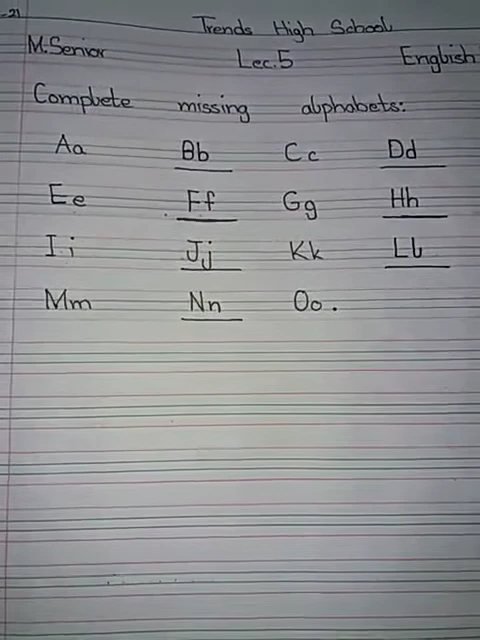 -21
Trends High School
M.Senior Lec.5 English
Complete missing alphabets:
Aa Bb Cc Dd
Ee Ff Gg Hh
Ii Jj Kk Ll
Mm Nn Oo.